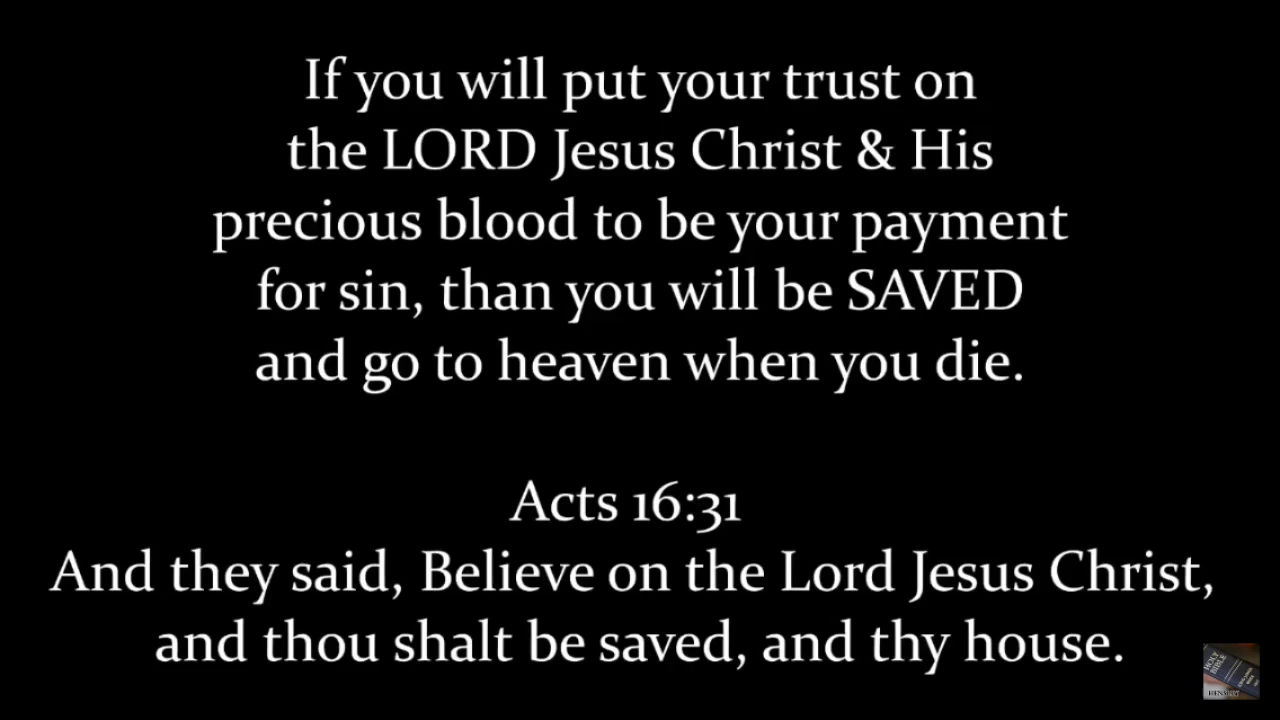 If you will put your trust on
the LORD Jesus Christ & His
precious blood to be your payment
for sin, than you will be SAVED
and go to heaven when you die.
Acts 16:31
And they said, Believe on the Lord Jesus Christ,
and thou shalt be saved, and thy house.
HOLY
BIBLE